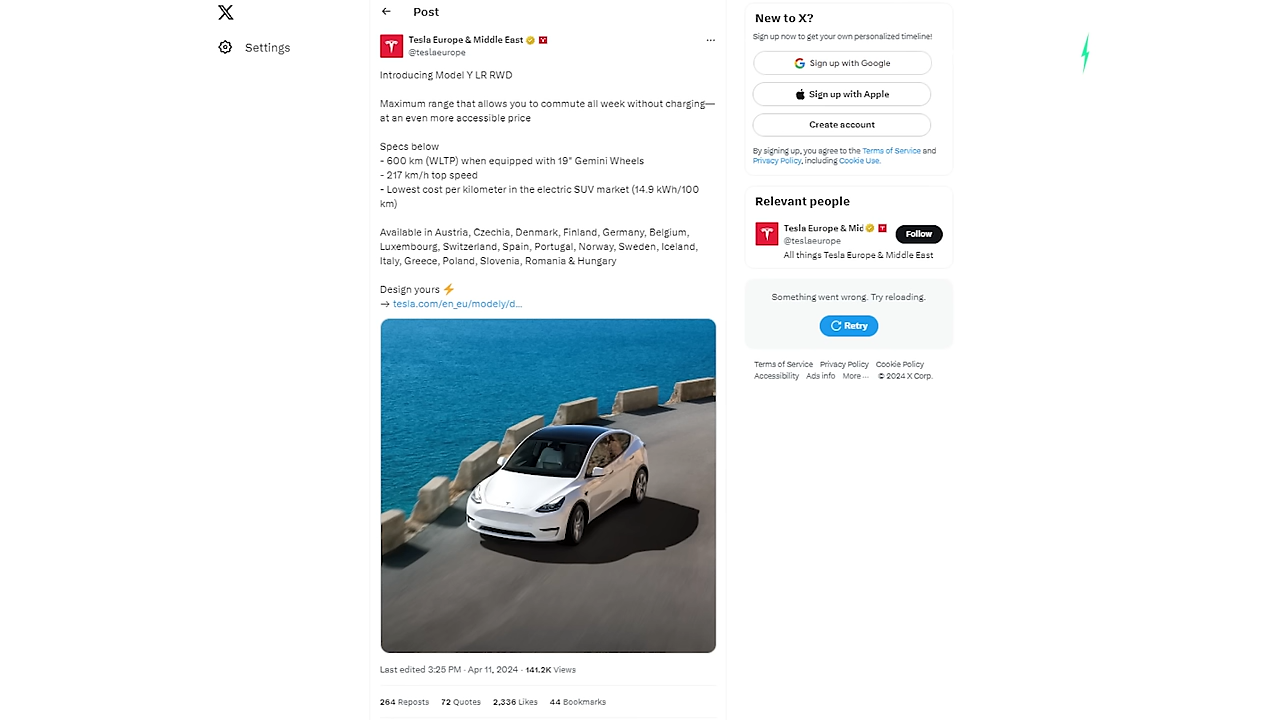 Settings
Post
Tesla Europe & Middle East
@teslaeurope
Introducing Model Y LR RWD
Maximum range that allows you to commute all week without charging—
at an even more accessible price
Specs below
- 600 km (WLTP) when equipped with 19" Gemini Wheels
- 217 km/h top speed
- Lowest cost per kilometer in the electric SUV market (14.9 kWh/100
km)
Available in Austria, Czechia, Denmark, Finland, Germany, Belgium,
Luxembourg, Switzerland, Spain, Portugal, Norway, Sweden, Iceland,
Italy, Greece, Poland, Slovenia, Romania & Hungary
Design yours ⚡
→ tesla.com/en_eu/modely/d...
Last edited 3:25 PM · Apr 11, 2024 · 141.2K Views
264 Reposts 72 Quotes 2,336 Likes 44 Bookmarks
New to X?
Sign up now to get your own personalized timeline!
Sign up with Google
Sign up with Apple
Create account
By signing up, you agree to the Terms of Service and
Privacy Policy, including Cookie Use.
Relevant people
Tesla Europe & Mid
@teslaeurope
Follow
All things Tesla Europe & Middle East
Something went wrong. Try reloading.
Retry
Terms of Service Privacy Policy Cookie Policy
Accessibility Ads info More ··· © 2024 X Corp.